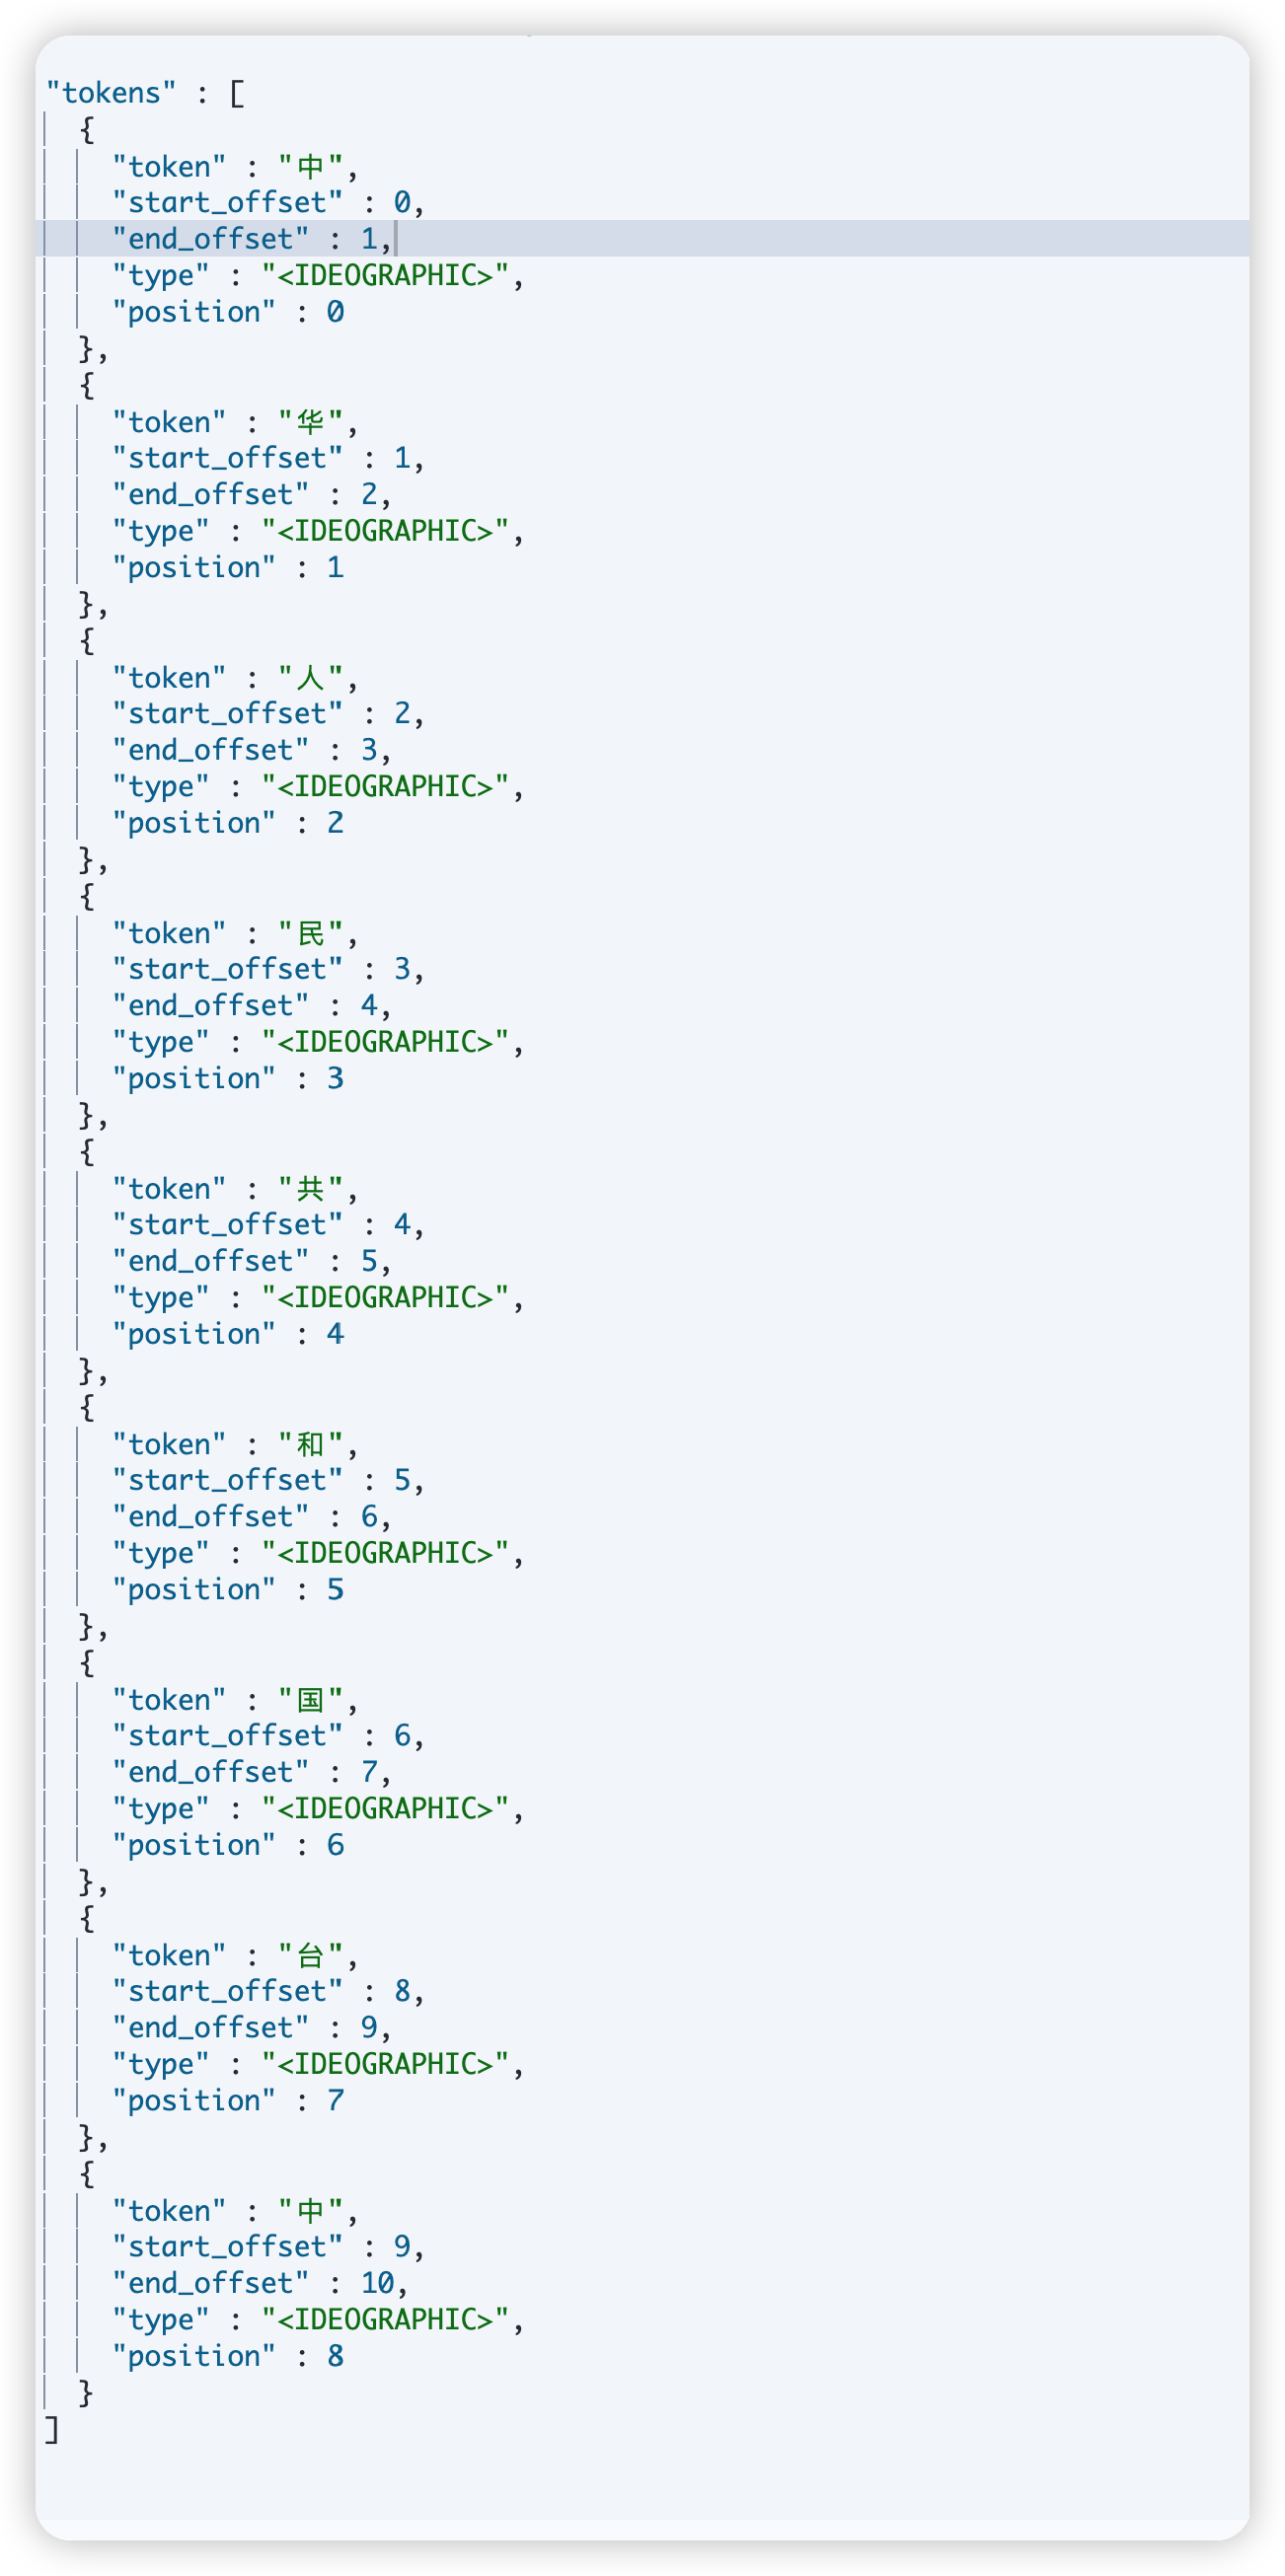 "tokens" : [
{
"token" : "中",
"start_offset" : 0,
"end_offset" : 1,
"type" : "<IDEOGRAPHIC>",
"position" : 0
},
{
"token" : "华",
"start_offset" : 1,
"end_offset" : 2,
"type" : "<IDEOGRAPHIC>",
"position" : 1
},
{
"token" : "人",
"start_offset" : 2,
"end_offset" : 3,
"type" : "<IDEOGRAPHIC>",
"position" : 2
},
{
"token" : "民",
"start_offset" : 3,
"end_offset" : 4,
"type" : "<IDEOGRAPHIC>",
"position" : 3
},
{
"token" : "共",
"start_offset" : 4,
"end_offset" : 5,
"type" : "<IDEOGRAPHIC>",
"position" : 4
},
{
"token" : "和",
"start_offset" : 5,
"end_offset" : 6,
"type" : "<IDEOGRAPHIC>",
"position" : 5
},
{
"token" : "国",
"start_offset" : 6,
"end_offset" : 7,
"type" : "<IDEOGRAPHIC>",
"position" : 6
},
{
"token" : "台",
"start_offset" : 8,
"end_offset" : 9,
"type" : "<IDEOGRAPHIC>",
"position" : 7
},
{
"token" : "中",
"start_offset" : 9,
"end_offset" : 10,
"type" : "<IDEOGRAPHIC>",
"position" : 8
}
]